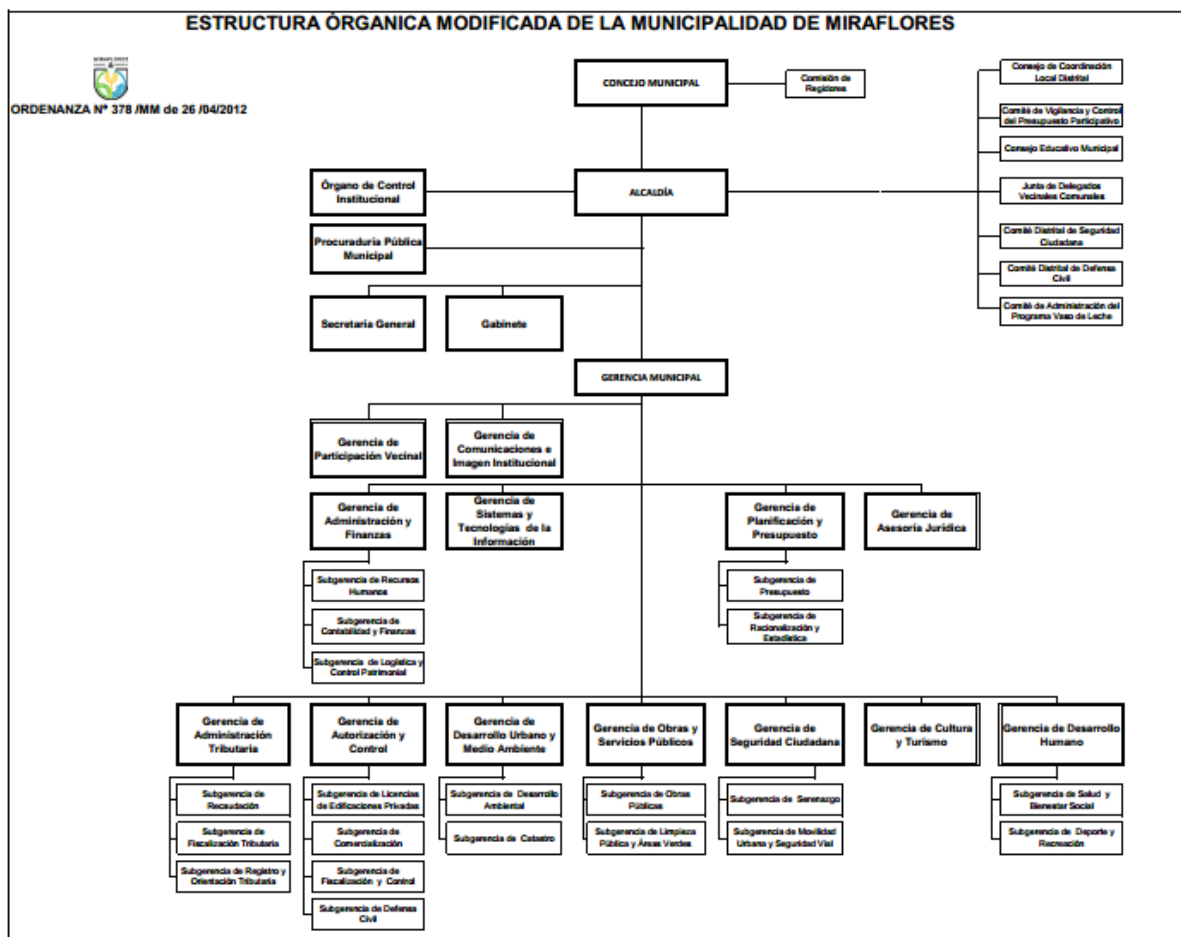 ESTRUCTURA ÓRGANICA MODIFICADA DE LA MUNICIPALIDAD DE MIRAFLORES
MIRAFLORES
ORDENANZA Nº 378 /MM de 26 /04/2012
CONCEJO MUNICIPAL
Comisión de
Regidores
Consejo de Coordinación
Local Distrital
Comité de Vigilancia y Control
del Presupuesto Participativo
Consejo Educativo Municipal
Órgano de Control
Institucional
ALCALDÍA
Junta de Delegados
Vecinales Comunales
Procuraduría Pública
Municipal
Comité Distrital de Seguridad
Ciudadana
Comité Distrital de Defensa
Civil
Secretaría General
Gabinete
Comité de Administración del
Programa Vaso de Leche
GERENCIA MUNICIPAL
Gerencia de
Participación Vecinal
Gerencia de
Comunicaciones e
Imagen Institucional
Gerencia de
Administración y
Finanzas
Gerencia de
Sistemas y
Tecnologías de la
Información
Gerencia de
Planificación y
Presupuesto
Gerencia de
Asesoría Jurídica
Subgerencia de Recursos
Humanos
Subgerencia de
Contabilidad y Finanzas
Subgerencia de Logística y
Control Patrimonial
Subgerencia de
Presupuesto
Subgerencia de
Racionalización y
Estadística
Gerencia de
Administración
Tributaria
Gerencia de
Autorización y
Control
Gerencia de
Desarrollo Urbano y
Medio Ambiente
Gerencia de Obras y
Servicios Públicos
Gerencia de
Seguridad Ciudadana
Gerencia de Cultura
y Turismo
Gerencia de Desarrollo
Humano
Subgerencia de
Recaudación
Subgerencia de
Fiscalización Tributaria
Subgerencia de Registro y
Orientación Tributaria
Subgerencia de Licencias
de Edificaciones Privadas
Subgerencia de
Comercialización
Subgerencia de
Fiscalización y Control
Subgerencia de Defensa
Civil
Subgerencia de Desarrollo
Ambiental
Subgerencia de Catastro
Subgerencia de Obras
Públicas
Subgerencia de Limpieza
Pública y Áreas Verdes
Subgerencia de Serenazgo
Subgerencia de Movilidad
Urbana y Seguridad Vial
Subgerencia de Salud y
Bienestar Social
Subgerencia de Deporte y
Recreación